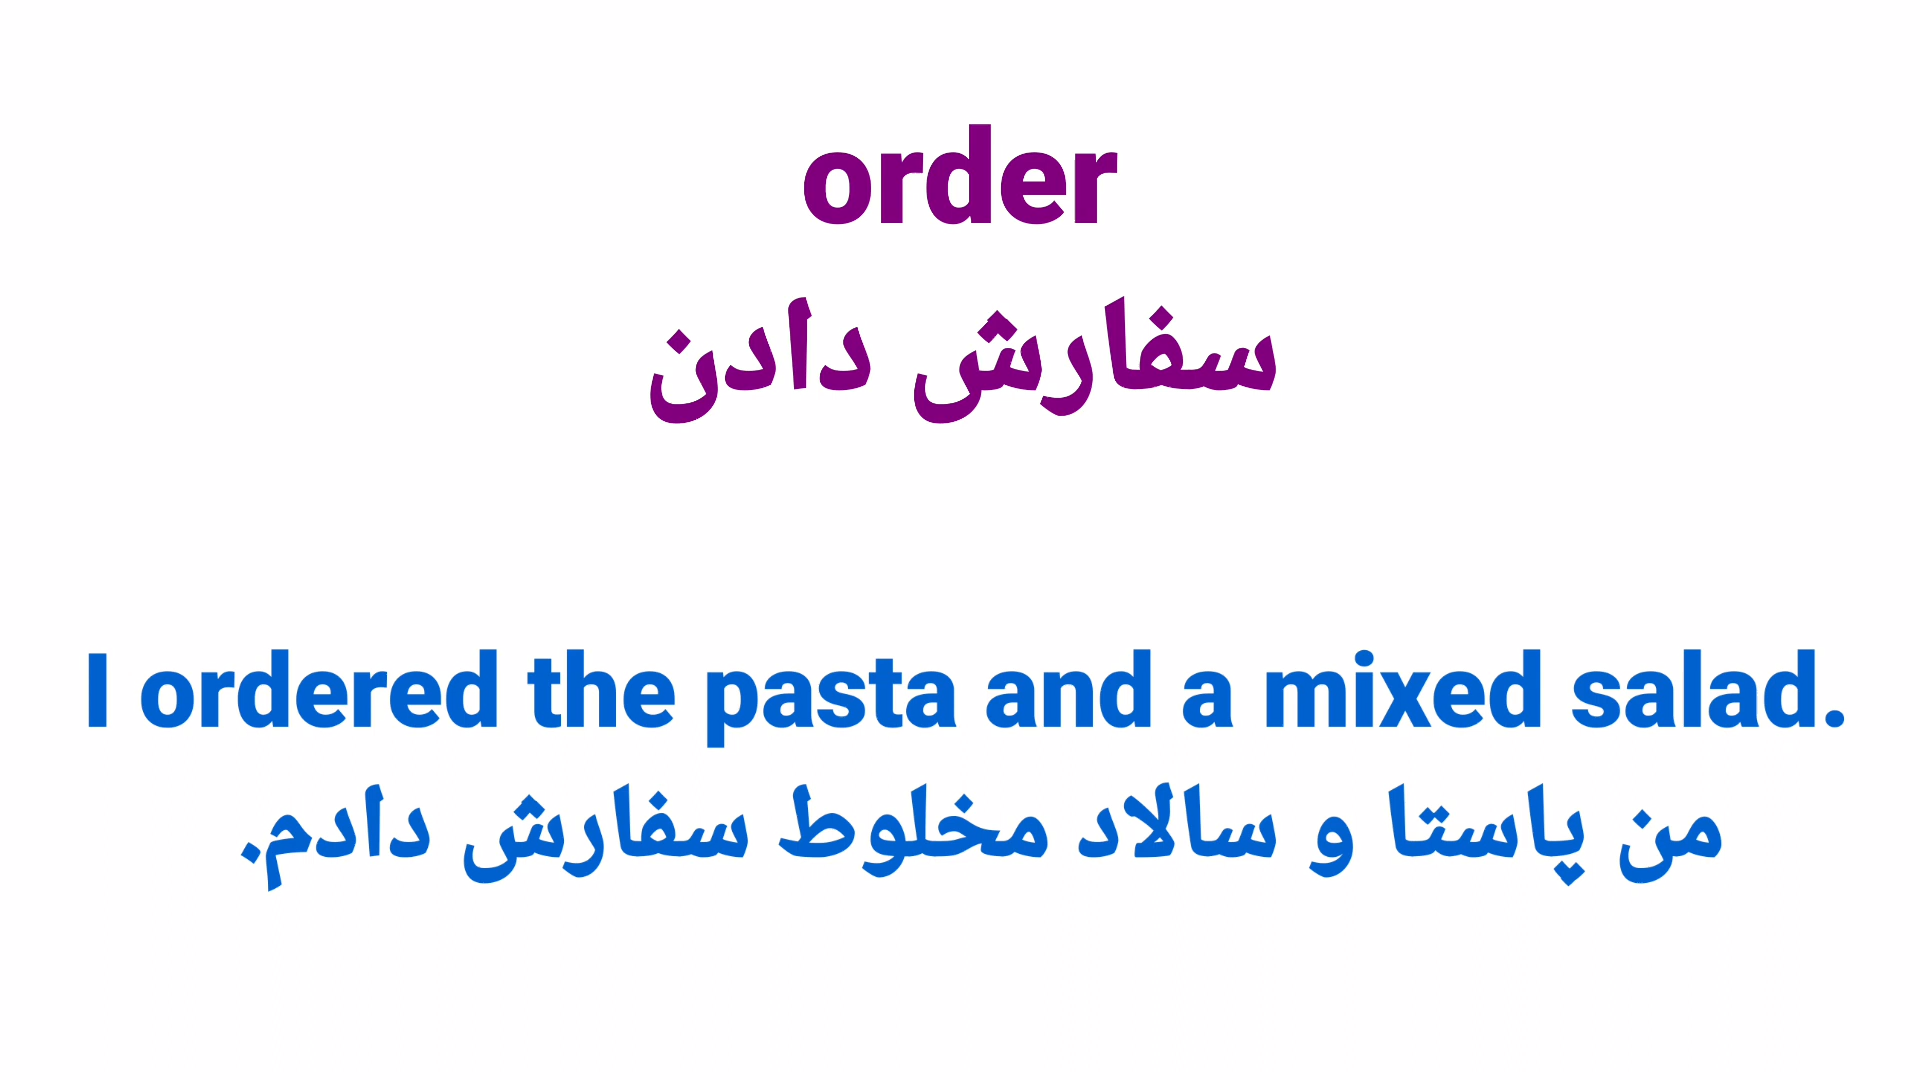 order
سفارش دادن
I ordered the pasta and a mixed salad.
من پاستا و سالاد مخلوط سفارش دادم.